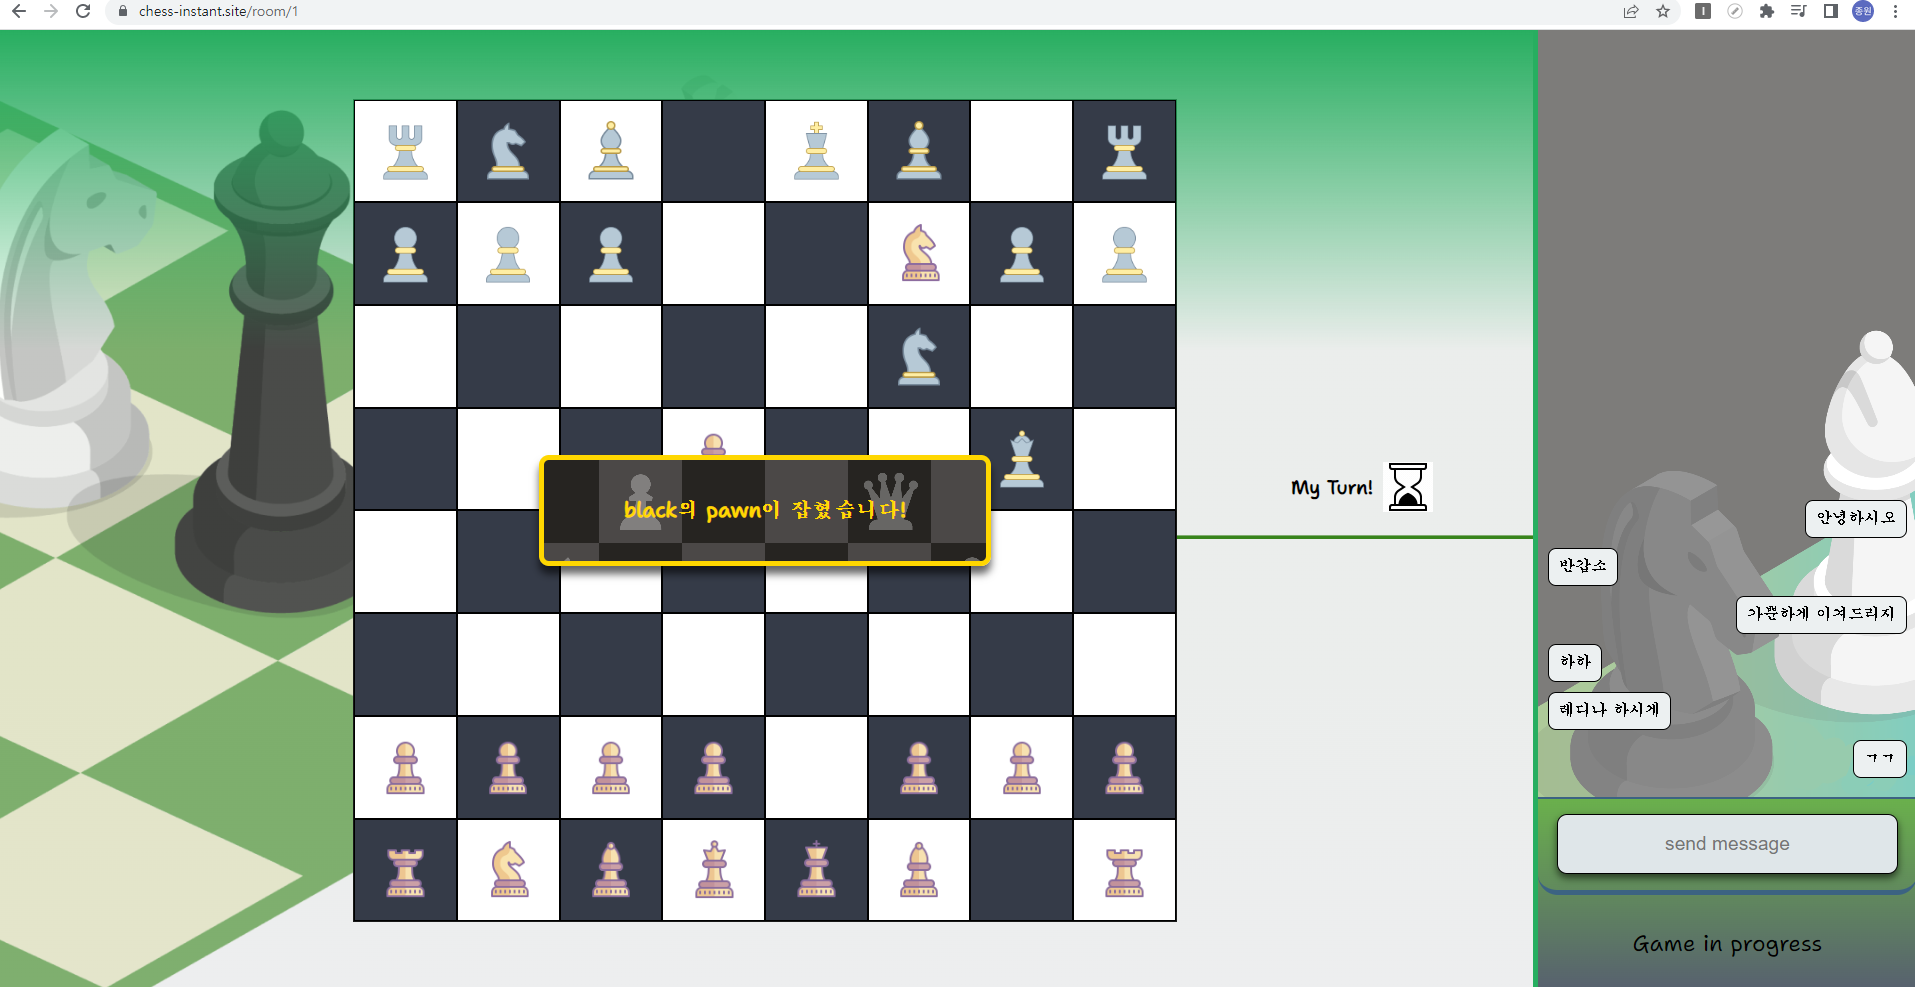 chess-instant.site/room/1
종원
black의 pawn이 잡혔습니다!
My Turn!
안녕하시오
반갑소
가뿐하게 이겨드리지
하하
레디나 하시게
ㄱㄱ
send message
Game in progress